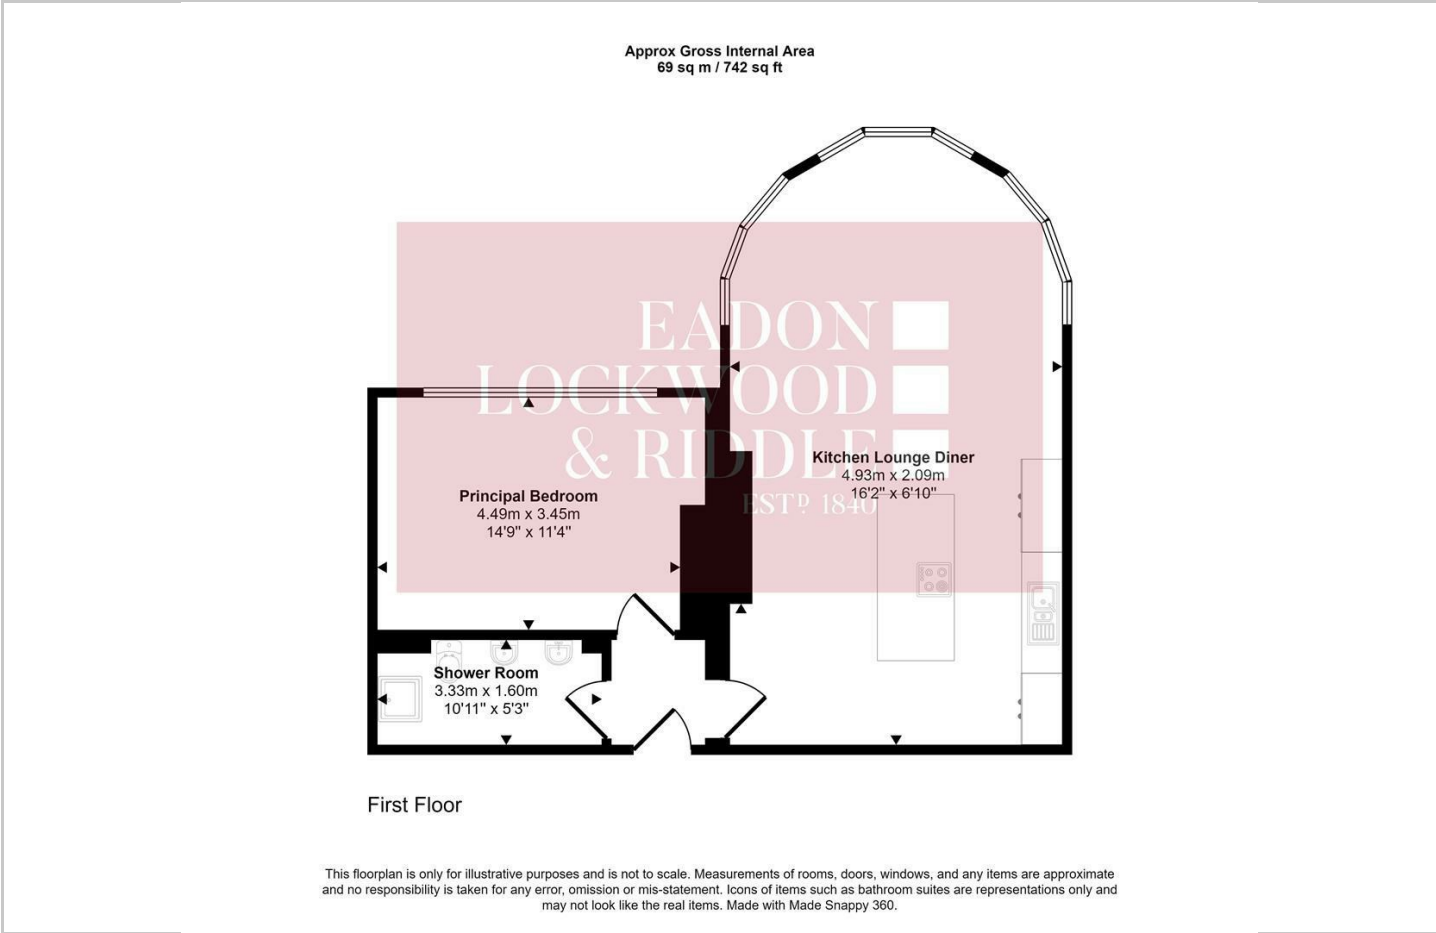 Approx Gross Internal Area
69 sq m / 742 sq ft
EADON
LOCKWOOD
& RIDDLE
ESTD 1840
Kitchen Lounge Diner
4.93m x 2.09m
16'2" x 6'10"
Principal Bedroom
4.49m x 3.45m
14'9" x 11'4"
Shower Room
3.33m x 1.60m
10'11" x 5'3"
First Floor
This floorplan is only for illustrative purposes and is not to scale. Measurements of rooms, doors, windows, and any items are approximate
and no responsibility is taken for any error, omission or mis-statement. Icons of items such as bathroom suites are representations only and
may not look like the real items. Made with Made Snappy 360.